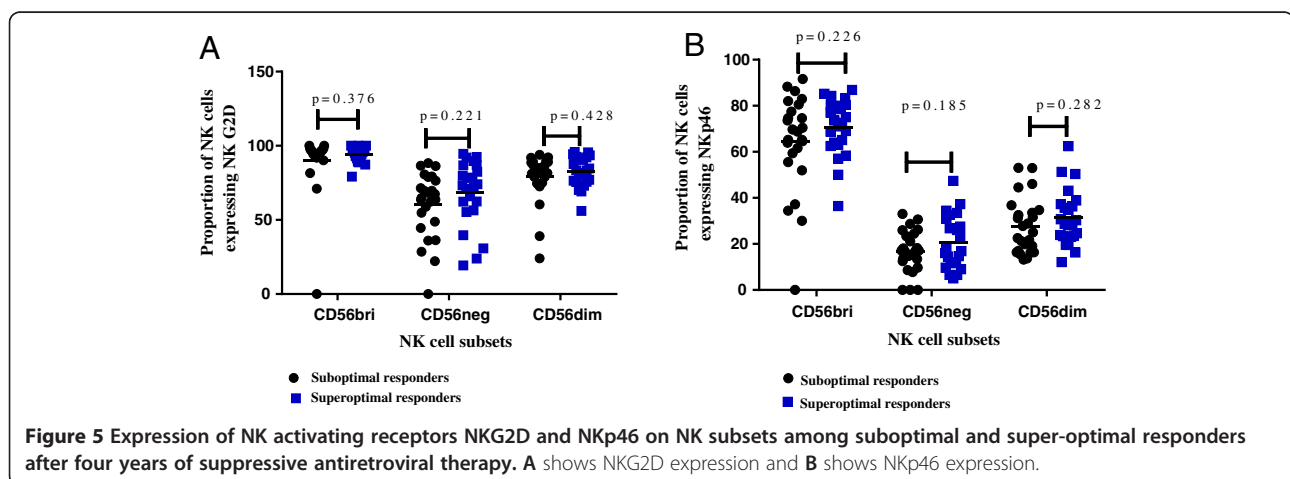 A
p=0.376
p=0.221
p=0.428
Proportion of NK cells
expressing NK G2D
150
100
50
0
CD56bri
CD56neg
CD56dim
NK cell subsets
Suboptimal responders
Superoptimal responders
B
p=0.226
p=0.185
p=0.282
Proportion of NK cells
expressing NKp46
100
80
60
40
20
0
CD56bri
CD56neg
CD56dim
NK cell subsets
Suboptimal responders
Superoptimal responders
Figure 5 Expression of NK activating receptors NKG2D and NKp46 on NK subsets among suboptimal and super-optimal responders
after four years of suppressive antiretroviral therapy. A shows NKG2D expression and B shows NKp46 expression.